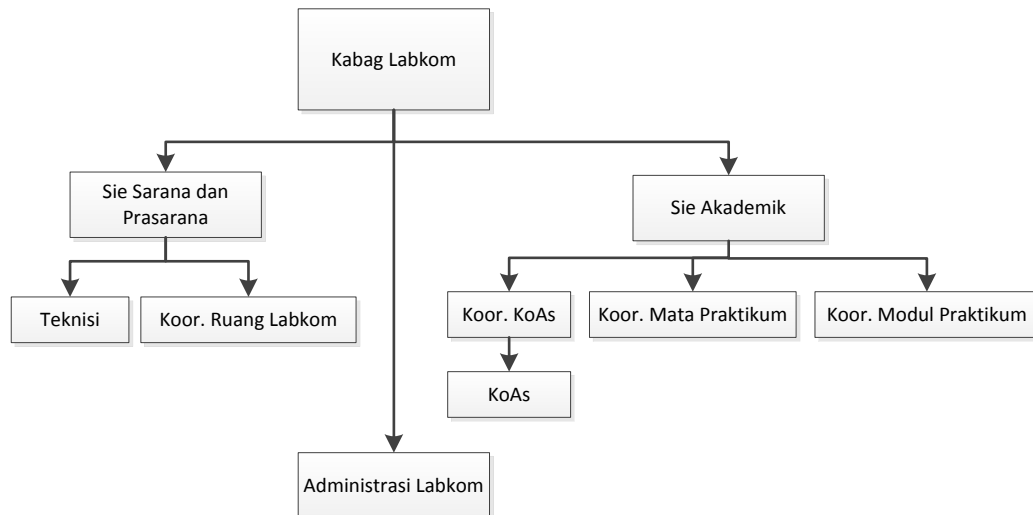 Kabag Labkom
Sie Sarana dan
Prasarana
Sie Akademik
Teknisi
Koor. Ruang Labkom
Koor. KoAs
Koor. Mata Praktikum
Koor. Modul Praktikum
KoAs
Administrasi Labkom